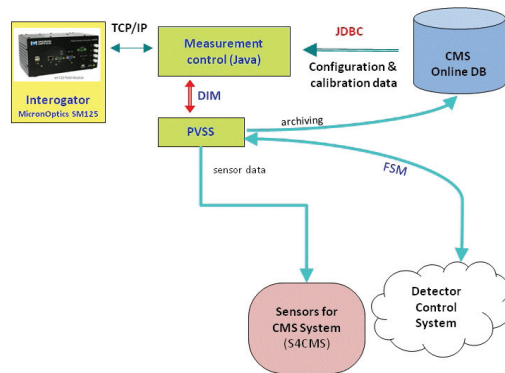 TCP/IP
Measurement
control (Java)
JDBC
Configuration &
calibration data
CMS
Online DB
Interogator
MicronOptics SM125
DIM
PVSS
archiving
sensor data
FSM
Sensors for
CMS System
(S4CMS)
Detector
Control
System